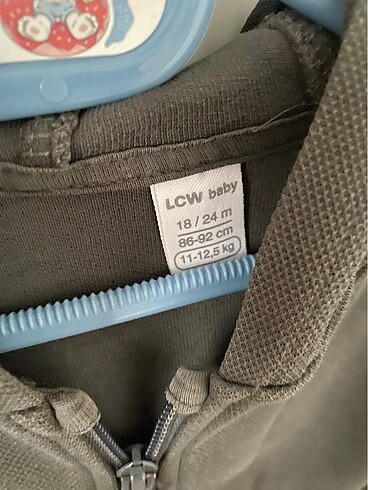 LCW baby
18 / 24 m
86-92 cm
11-12,5 kg